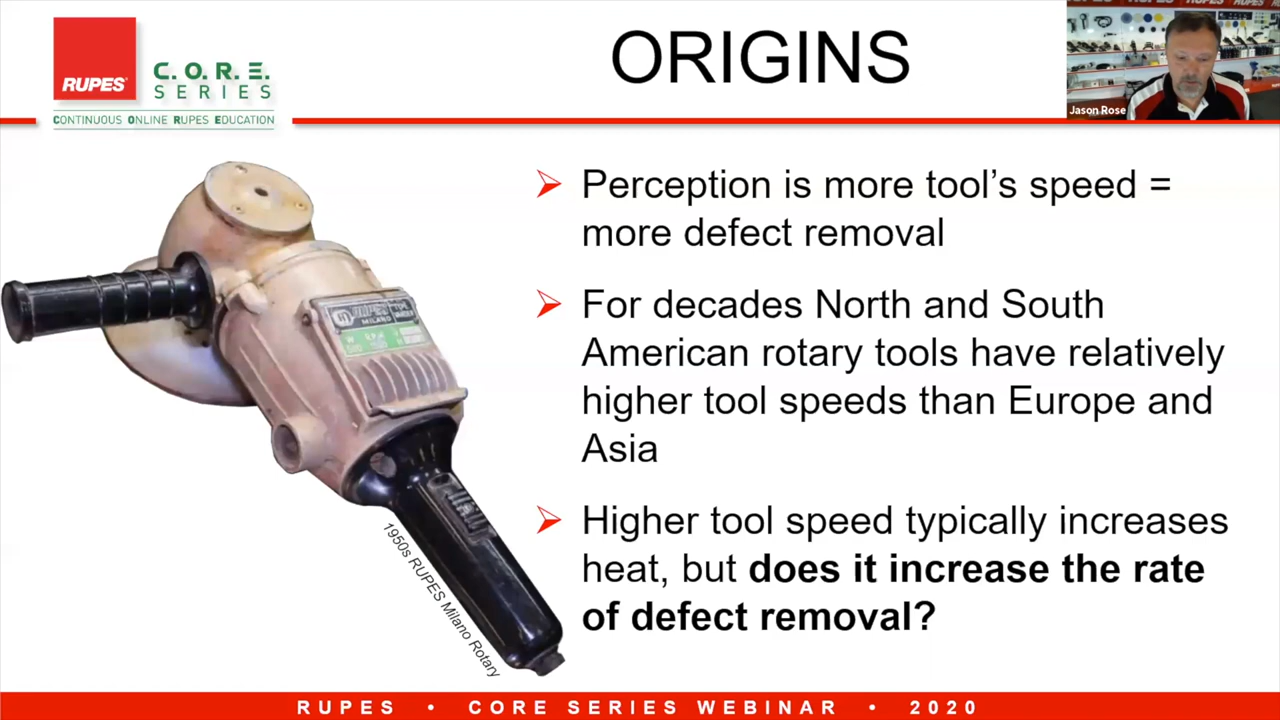 RUPES
C.O.R.E.
SERIES
CONTINUOUS ONLINE RUPES EDUCATION
ORIGINS
RUPES
Jason Rose
Perception is more tool’s speed =
more defect removal
For decades North and South
American rotary tools have relatively
higher tool speeds than Europe and
Asia
Higher tool speed typically increases
heat, but does it increase the rate
of defect removal?
MILANO
1950s RUPES Milano Rotary
RUPES • CORE SERIES WEBINAR • 2020